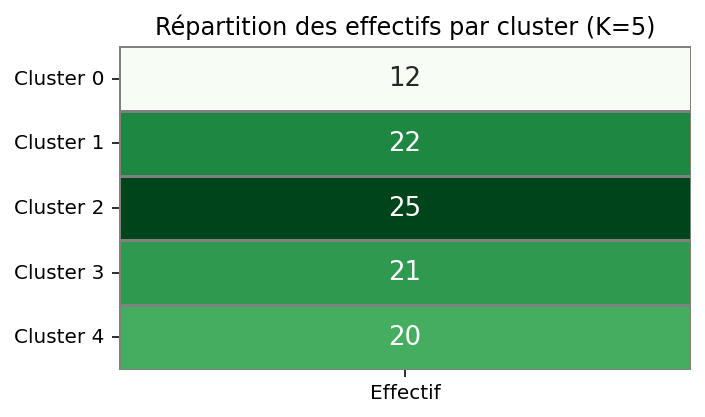 Répartition des effectifs par cluster (K=5)
Cluster 0 12
Cluster 1 22
Cluster 2 25
Cluster 3 21
Cluster 4 20
Effectif